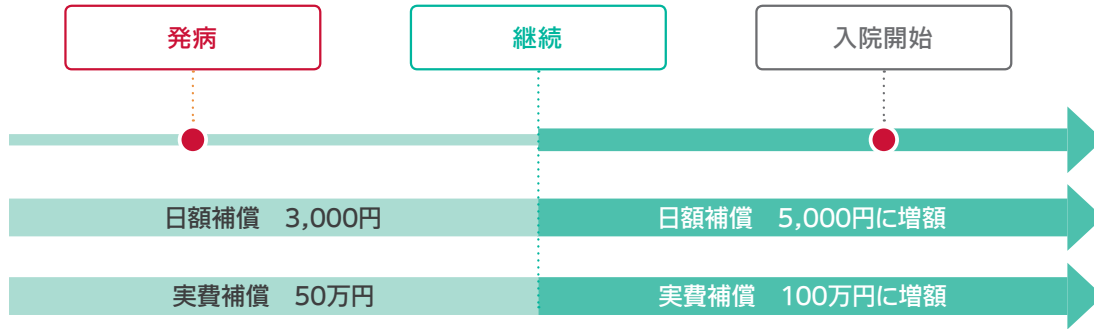 発病
継続
入院開始
日額補償　3,000円
日額補償　5,000円に増額
実費補償　50万円
実費補償　100万円に増額